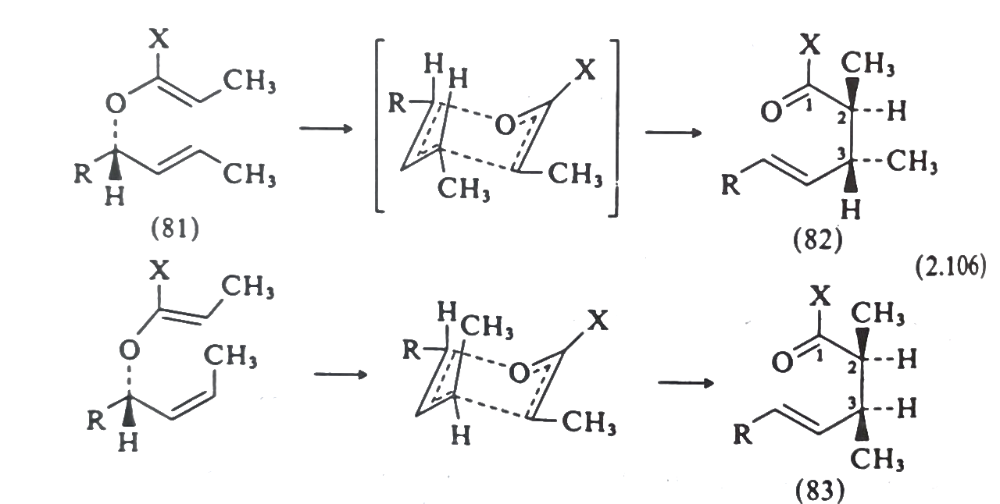 X
CH₃
O
R
H
CH₃
(81)
H
H
R
O
X
CH₃
CH₃
X
CH₃
O
1
2
H
3
CH₃
R
H
(82)
(2.106)
X
CH₃
O
CH₃
R
H
H
CH₃
R
O
X
CH₃
H
X
CH₃
O
1
2
H
3
H
R
CH₃
(83)